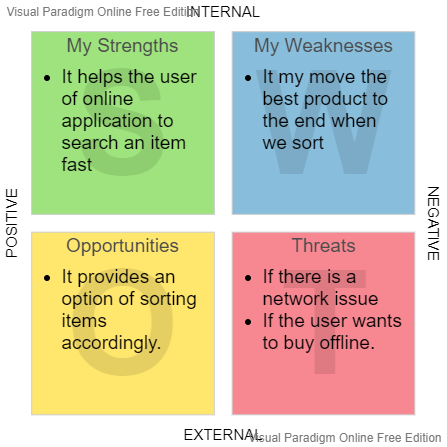 Visual Paradigm Online Free Edition
INTERNAL
My Strengths
• It helps the user
of online
application to
search an item
fast
S
My Weaknesses
• It my move the
best product to
the end when
we sort
W
POSITIVE
NEGATIVE
Opportunities
• It provides an
option of sorting
items
accordingly.
O
Threats
• If there is a
network issue
• If the user wants
to buy offline.
T
EXTERNAL
Visual Paradigm Online Free Edition